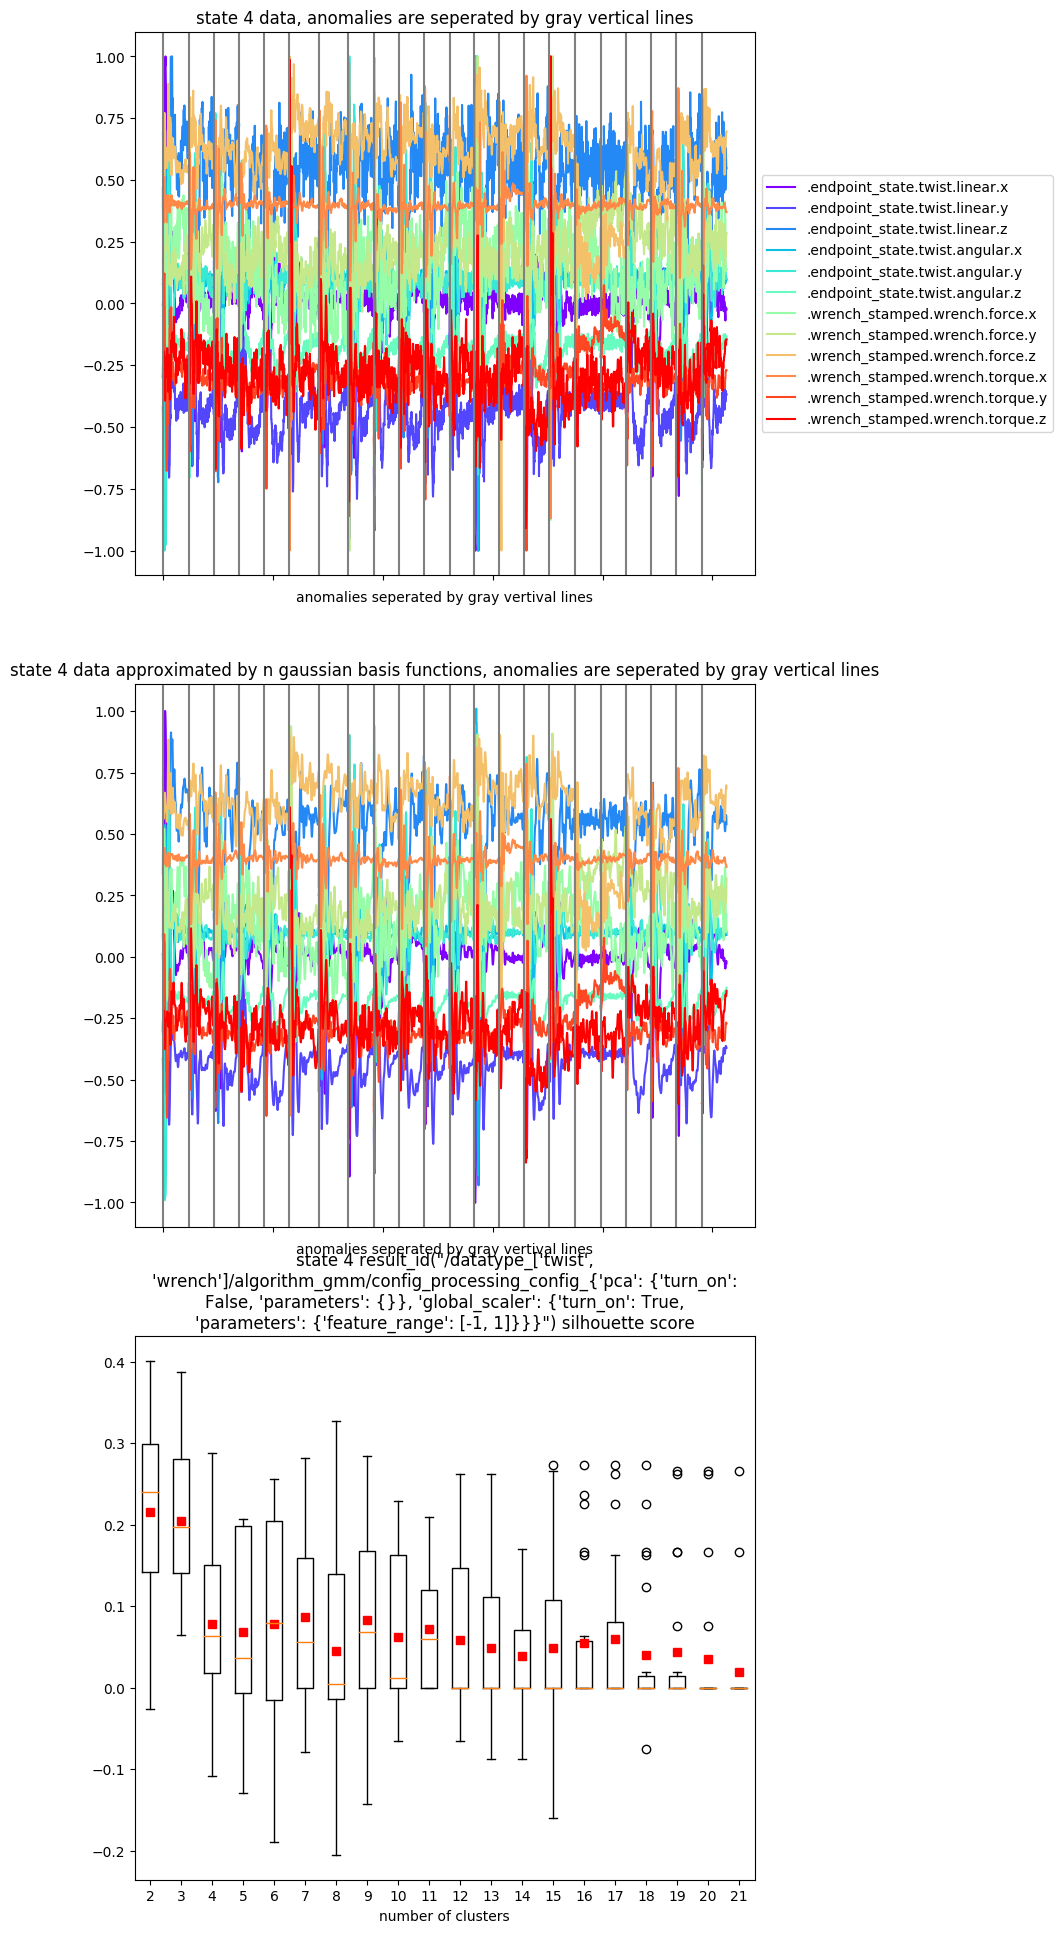 state 4 data, anomalies are seperated by gray vertical lines
1.00
0.75
0.50
0.25
0.00
−0.25
−0.50
−0.75
−1.00
anomalies seperated by gray vertival lines
.endpoint_state.twist.linear.x
.endpoint_state.twist.linear.y
.endpoint_state.twist.linear.z
.endpoint_state.twist.angular.x
.endpoint_state.twist.angular.y
.endpoint_state.twist.angular.z
.wrench_stamped.wrench.force.x
.wrench_stamped.wrench.force.y
.wrench_stamped.wrench.force.z
.wrench_stamped.wrench.torque.x
.wrench_stamped.wrench.torque.y
.wrench_stamped.wrench.torque.z
state 4 data approximated by n gaussian basis functions, anomalies are seperated by gray vertical lines
1.00
0.75
0.50
0.25
0.00
−0.25
−0.50
−0.75
−1.00
anomalies seperated by gray vertival lines
state 4 result_id("/datatype_['twist',
'wrench']/algorithm_gmm/config_processing_config_{'pca': {'turn_on':
False, 'parameters': {}}, 'global_scaler': {'turn_on': True,
'parameters': {'feature_range': [-1, 1]}}}") silhouette score
0.4
0.3
0.2
0.1
0.0
−0.1
−0.2
2 3 4 5 6 7 8 9 10 11 12 13 14 15 16 17 18 19 20 21
number of clusters